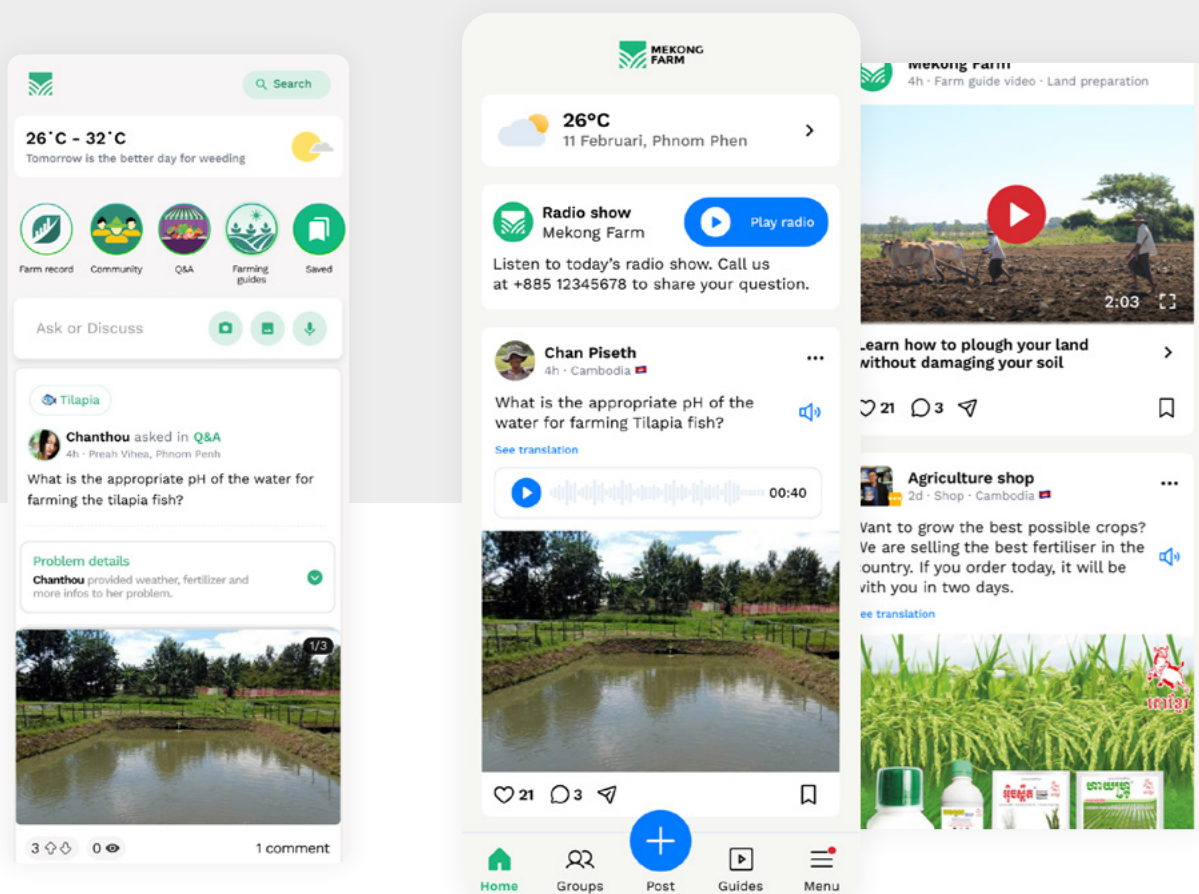 Search
26°C - 32°C
Tomorrow is the better day for weeding
Farm record
Community
Q&A
Farming
guides
Saved
Ask or Discuss
Tilapia
Chanthou asked in Q&A
4h · Preah Vihea, Phnom Penh
What is the appropriate pH of the water for
farming the tilapia fish?
Problem details
Chanthou provided weather, fertilizer and
more infos to her problem.
1/3
3
0
1 comment
MEKONG
FARM
26°C
11 Februari, Phnom Phen
Radio show
Mekong Farm
Play radio
Listen to today's radio show. Call us
at +885 12345678 to share your question.
Chan Piseth
4h · Cambodia
What is the appropriate pH of the
water for farming Tilapia fish?
See translation
00:40
21
3
Home
Groups
Post
Guides
Menu
Mekong Farm
4h · Farm guide video · Land preparation
2:03
Learn how to plough your land
without damaging your soil
21
3
Agriculture shop
2d · Shop · Cambodia
Want to grow the best possible crops?
We are selling the best fertiliser in the
country. If you order today, it will be
with you in two days.
See translation